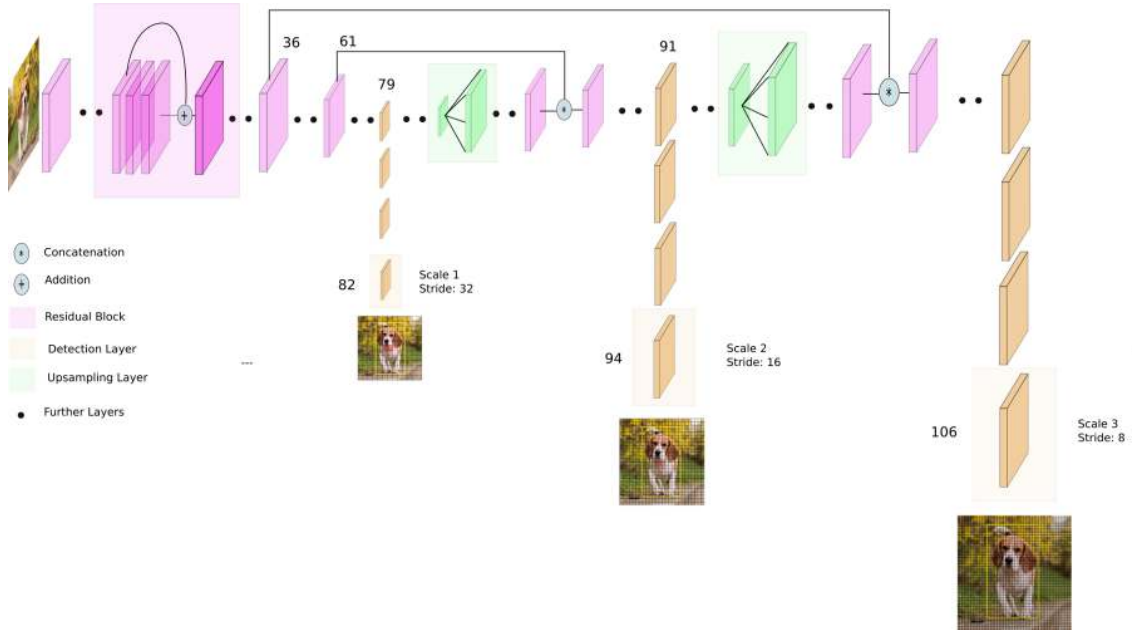 36
61
91
79
Concatenation
Addition
Residual Block
Detection Layer
Upsampling Layer
Further Layers
82
Scale 1
Stride: 32
...
94
Scale 2
Stride: 16
106
Scale 3
Stride: 8
*
+
*
*
+